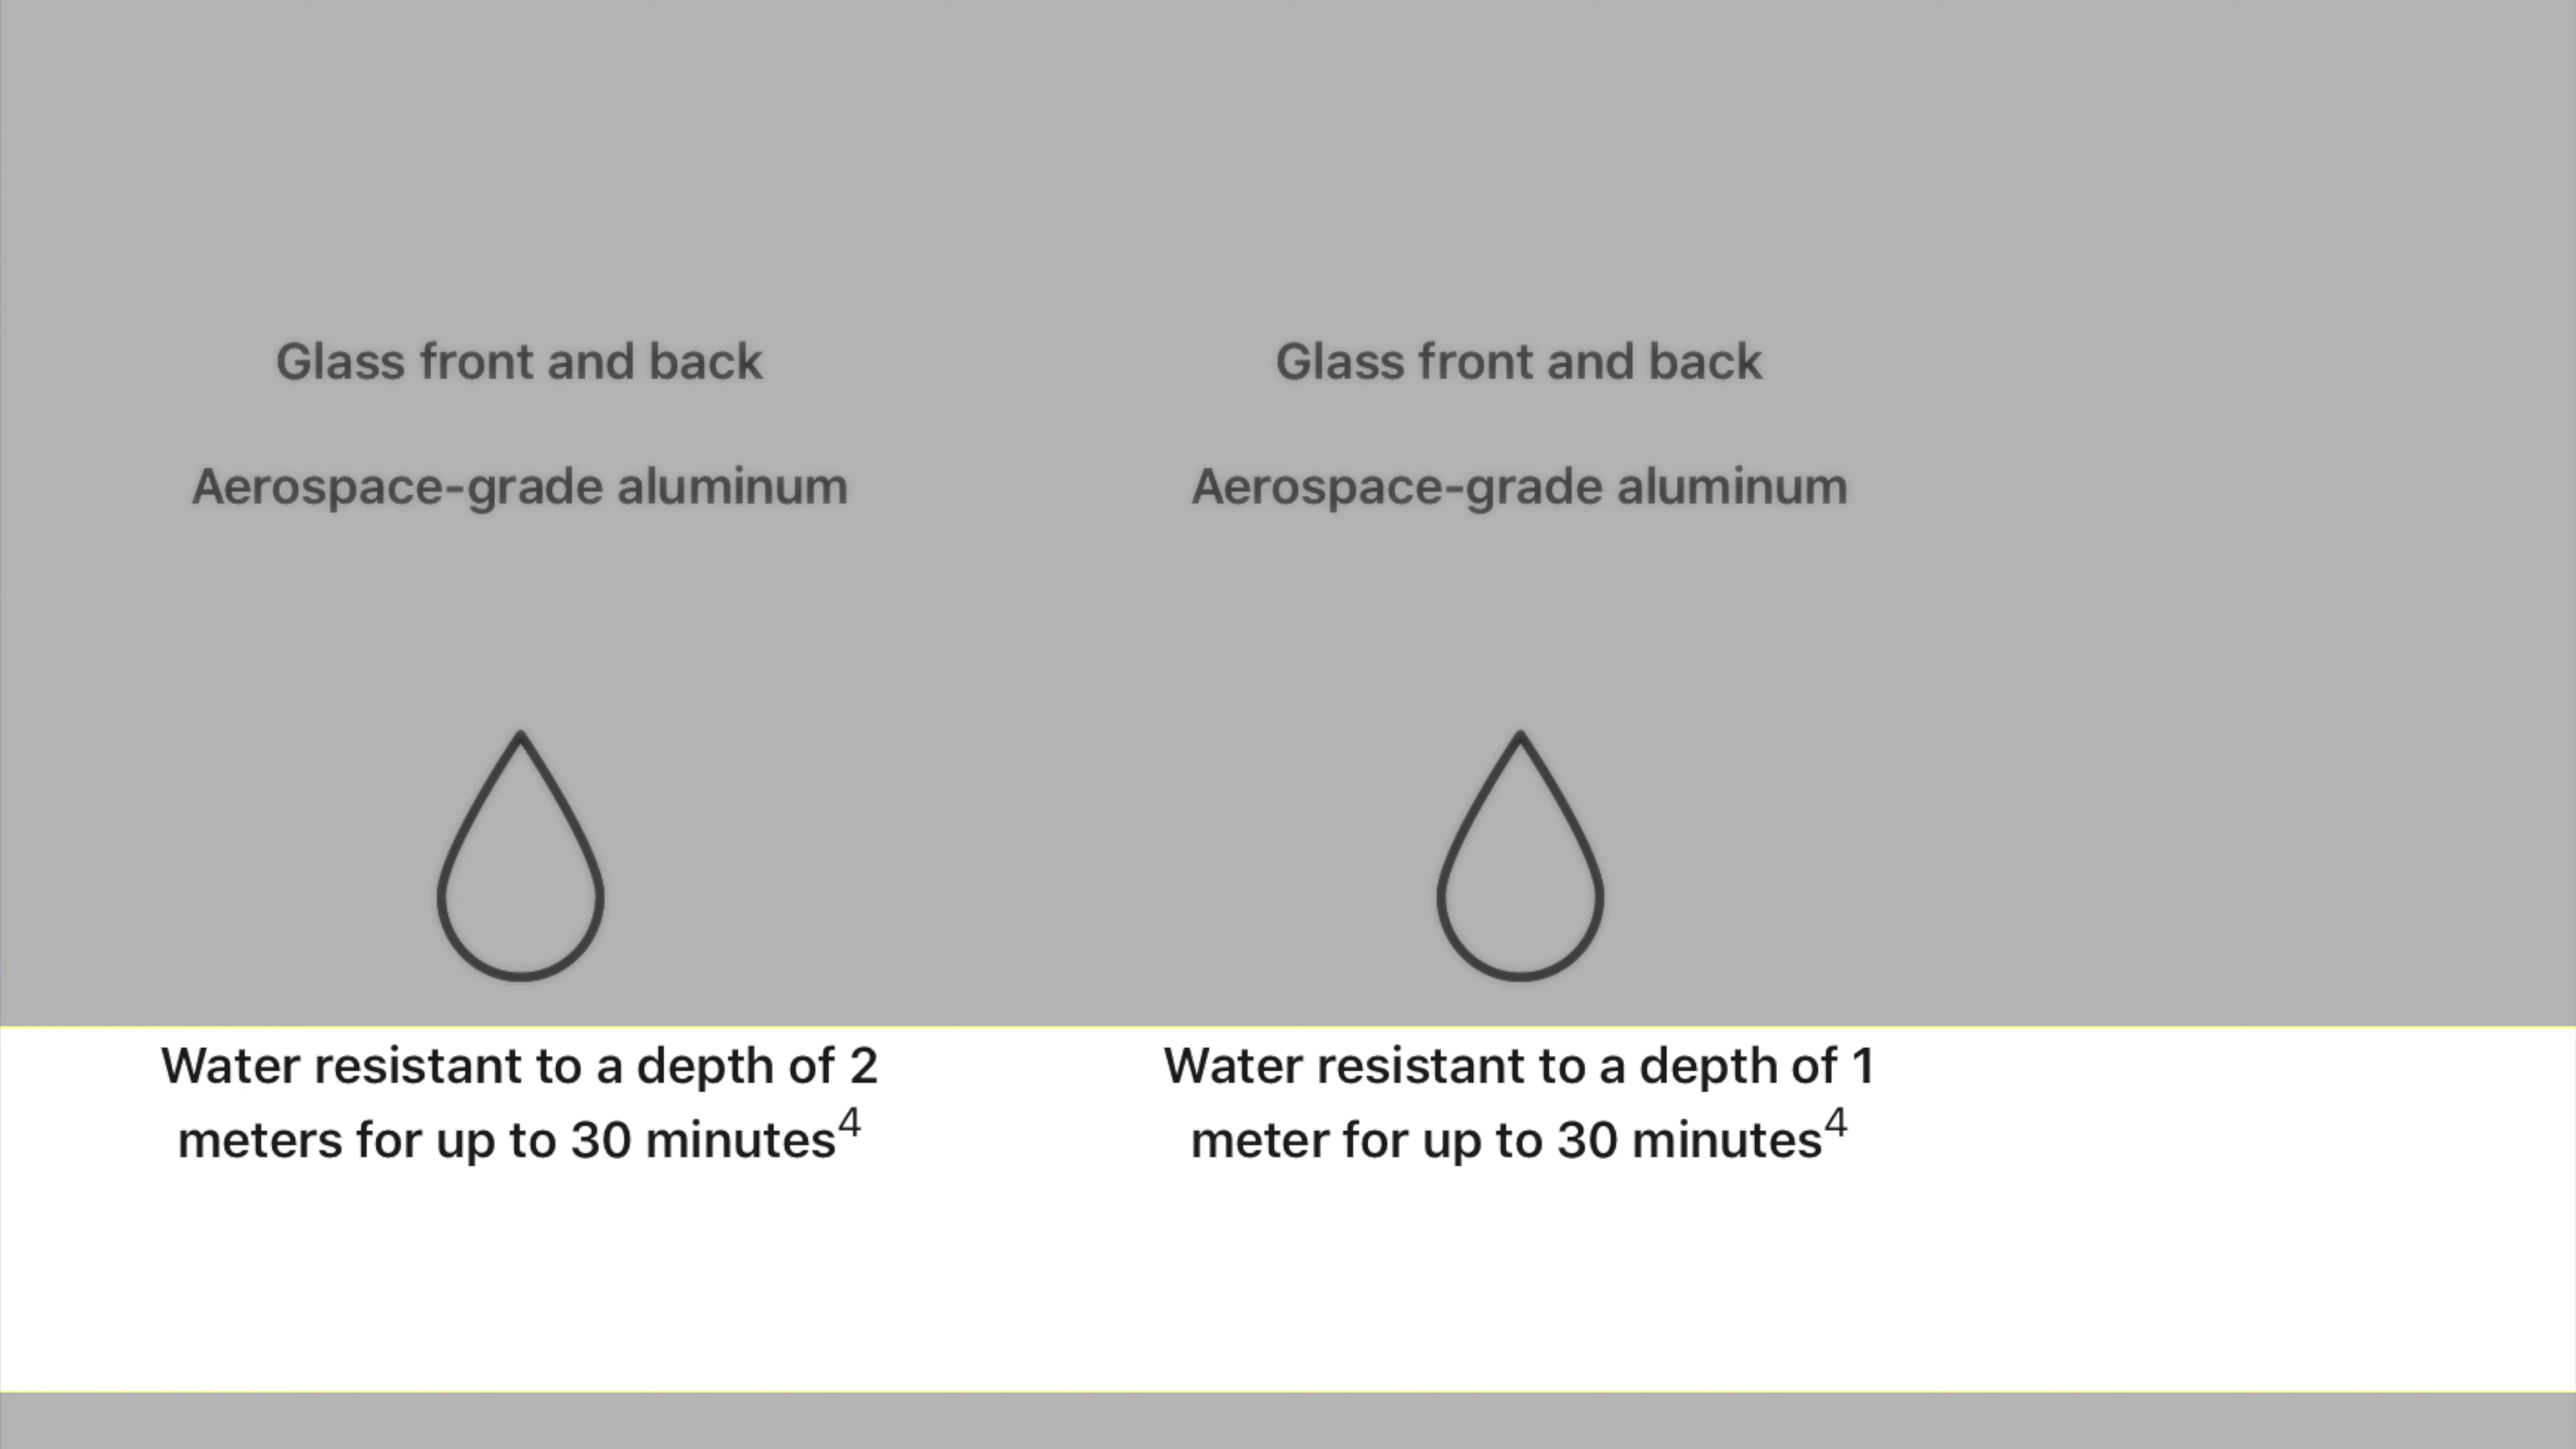 Glass front and back
Glass front and back
Aerospace-grade aluminum
Aerospace-grade aluminum
Water resistant to a depth of 2
meters for up to 30 minutes4
Water resistant to a depth of 1
meter for up to 30 minutes4